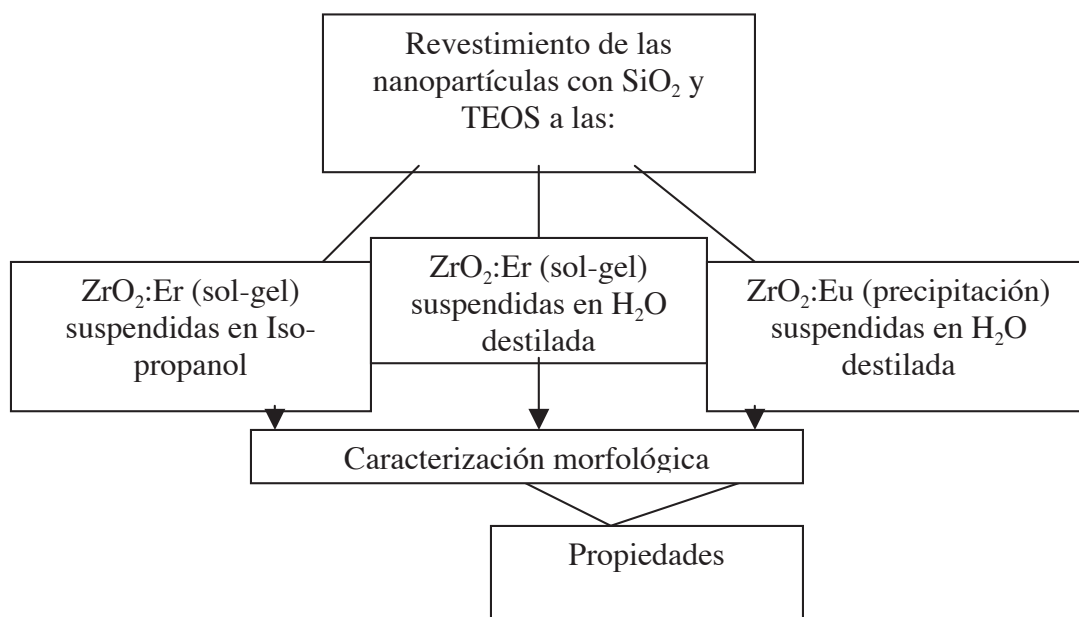 Revestimiento de las
nanopartículas con SiO₂ y
TEOS a las:
ZrO₂:Er (sol-gel)
suspendidas en Iso-
propanol
ZrO₂:Er (sol-gel)
suspendidas en H₂O
destilada
ZrO₂:Eu (precipitación)
suspendidas en H₂O
destilada
Caracterización morfológica
Propiedades